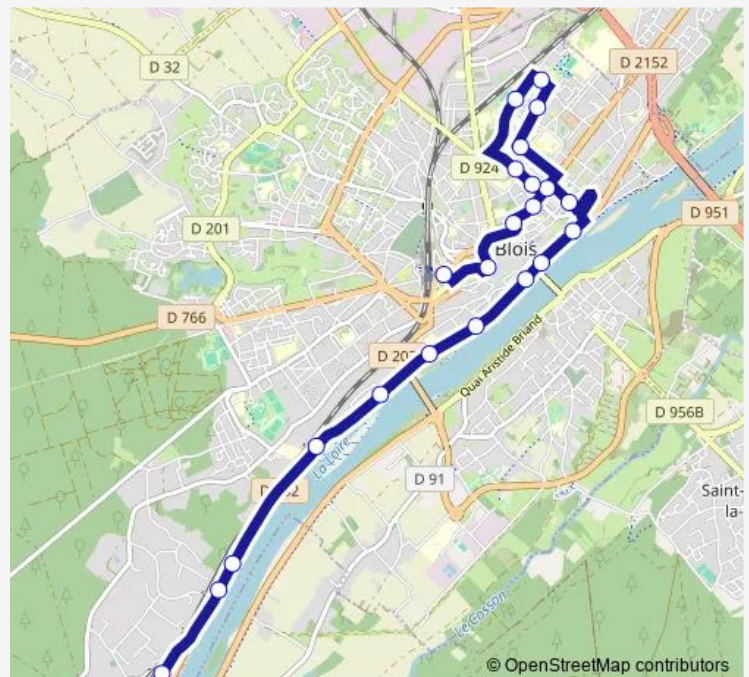 D 32
D 2152
D 924
D 201
D 951
Blois
D 766
D 20
Quai Aristide Briand
D 956B
La Loire
D 91
Saint-
la-
Le Cosson
© OpenStreetMap contributors